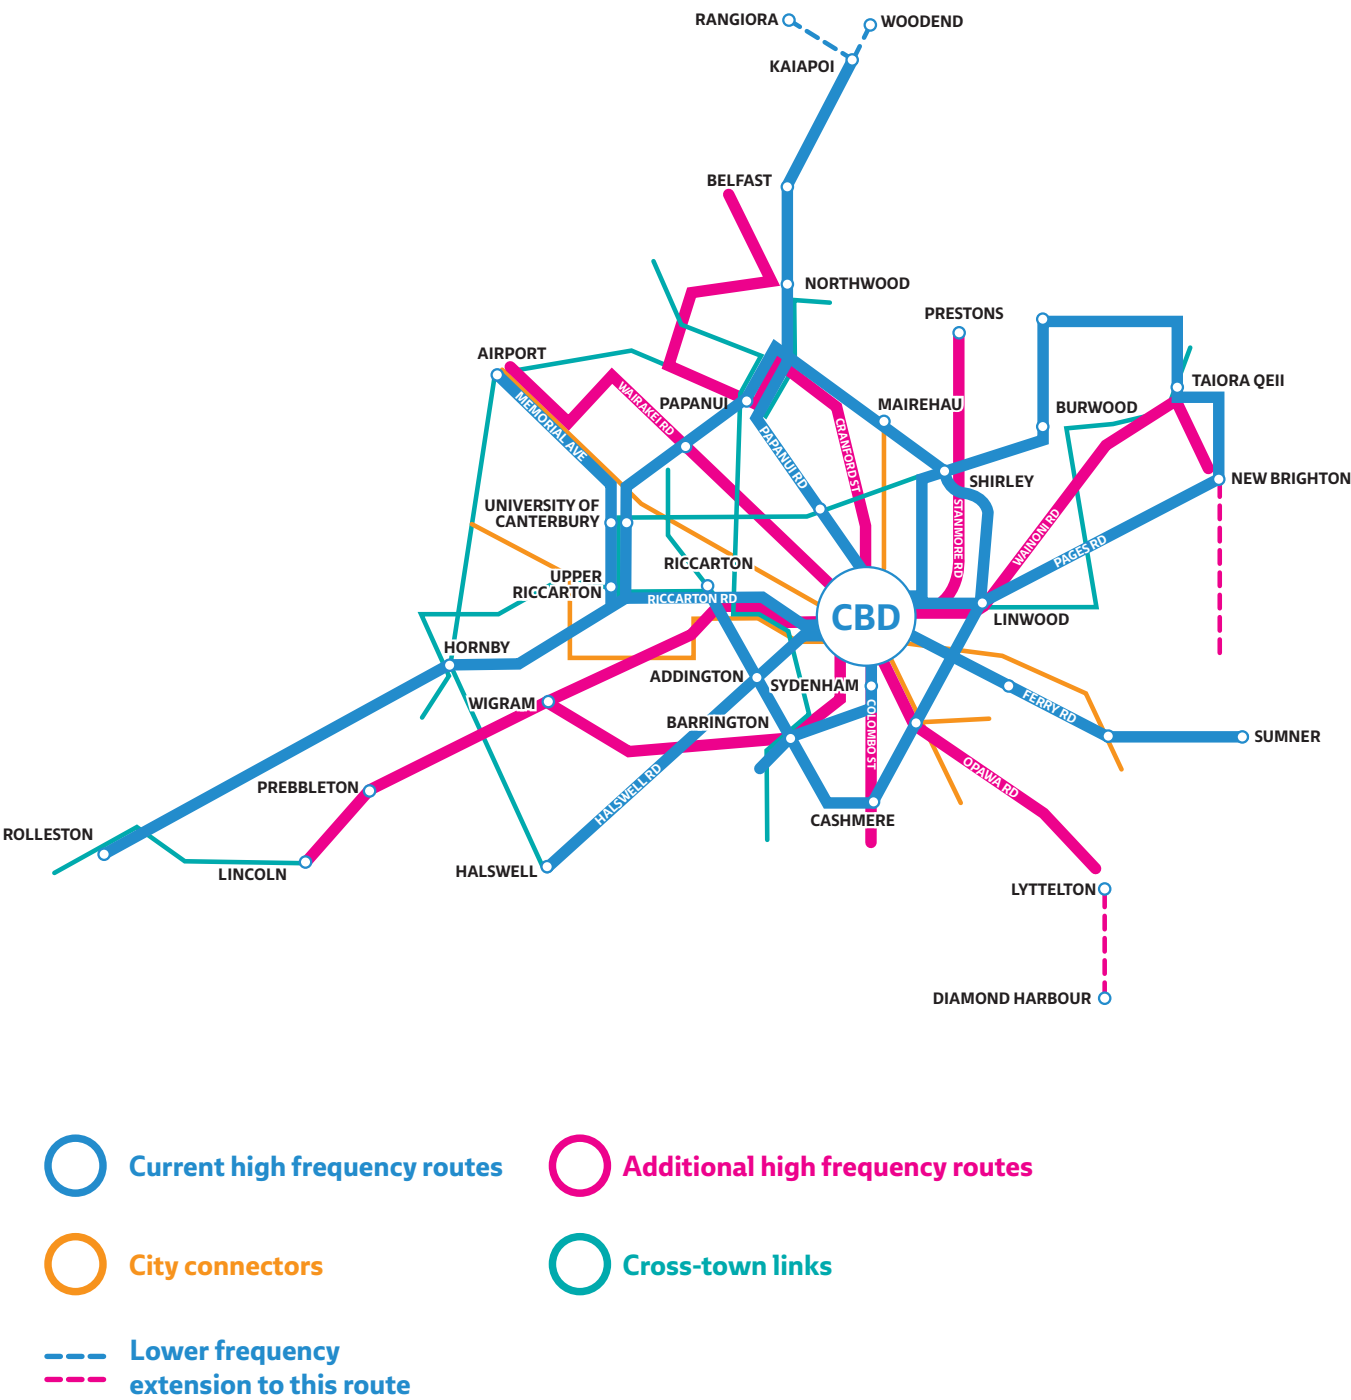 RANGIORA
WOODEND
KAIAPOI
BELFAST
NORTHWOOD
PRESTONS
AIRPORT
TAIORA QEII
MEMORIAL AVE
WAIRAKEI RD
PAPANUI
PAPANUI RD
CRANFORD ST
MAIREHAU
BURWOOD
SHIRLEY
NEW BRIGHTON
UNIVERSITY OF
CANTERBURY
STANMORE RD
WAINONI RD
PAGES RD
RICCARTON
UPPER
RICCARTON
RICCARTON RD
CBD
LINWOOD
HORNBY
ADDINGTON
SYDENHAM
WIGRAM
BARRINGTON
COLOMBO ST
FERRY RD
SUMNER
PREBBLETON
HALSWELL RD
OPAWA RD
ROLLESTON
CASHMERE
LINCOLN
HALSWELL
LYTTELTON
DIAMOND HARBOUR
Current high frequency routes
Additional high frequency routes
City connectors
Cross-town links
Lower frequency
extension to this route